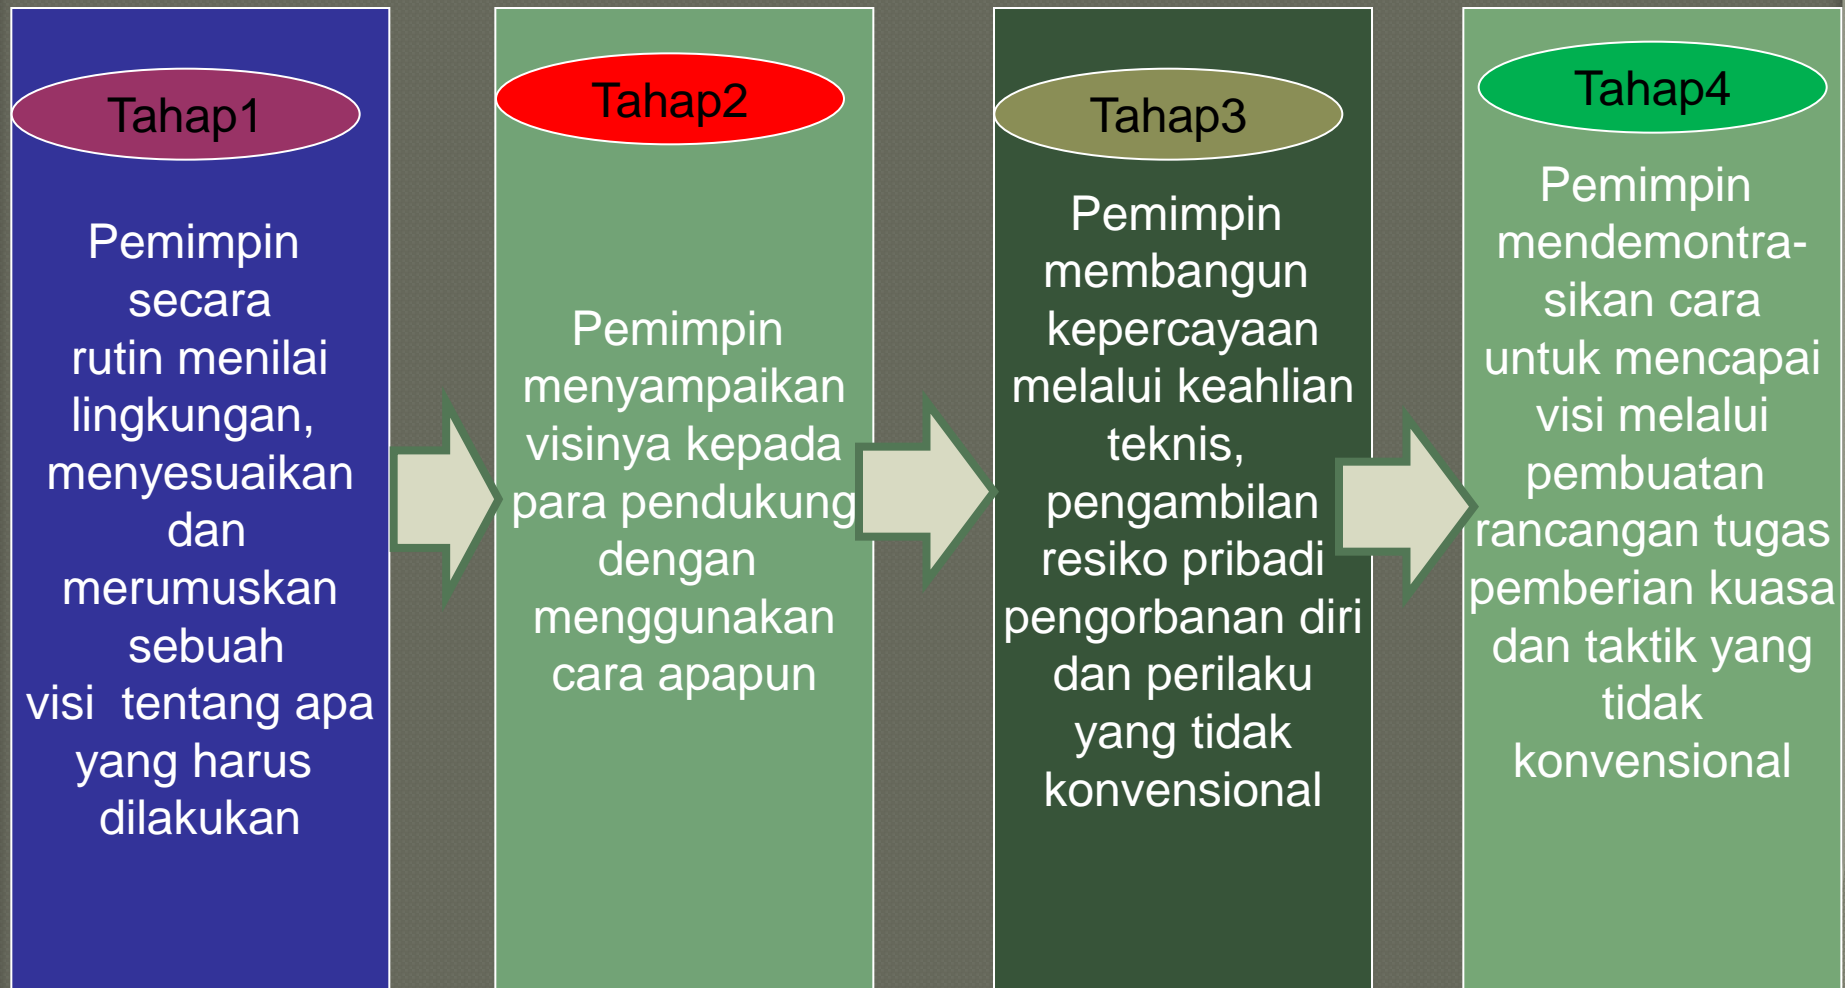 Tahap1
Pemimpin
secara
rutin menilai
lingkungan,
menyesuaikan
dan
merumuskan
sebuah
visi  tentang apa
yang harus
dilakukan
Tahap2
Pemimpin
menyampaikan
visinya kepada
para pendukung
dengan
menggunakan
cara apapun
Tahap3
Pemimpin
membangun
kepercayaan
melalui keahlian
teknis,
pengambilan
resiko pribadi
pengorbanan diri
dan perilaku
yang tidak
konvensional
Tahap4
Pemimpin
mendemontra-
sikan cara
untuk mencapai
visi melalui
pembuatan
rancangan tugas
pemberian kuasa
dan taktik yang
tidak
konvensional